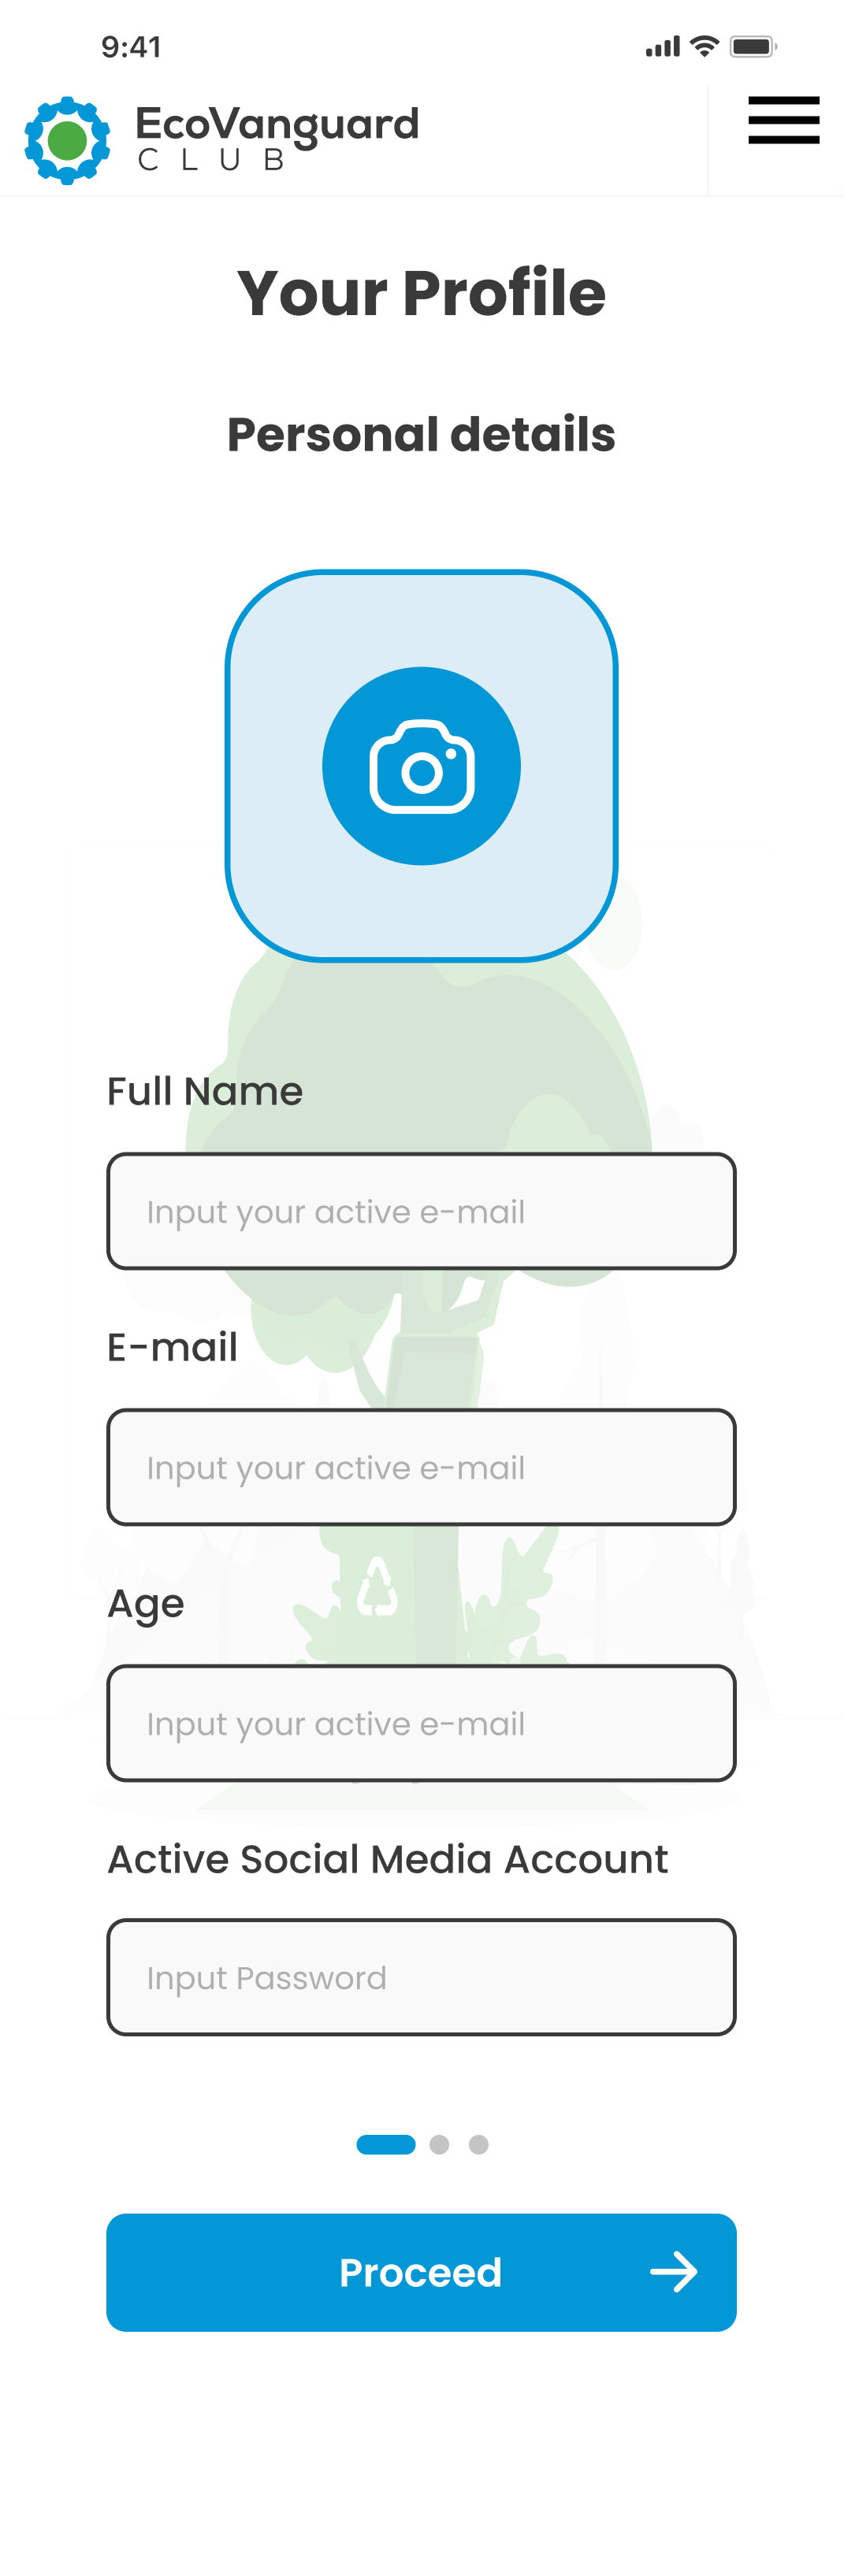 9:41
EcoVanguard
CLUB
Your Profile
Personal details
Full Name
Input your active e-mail
E-mail
Input your active e-mail
Age
Input your active e-mail
Active Social Media Account
Input Password
Proceed